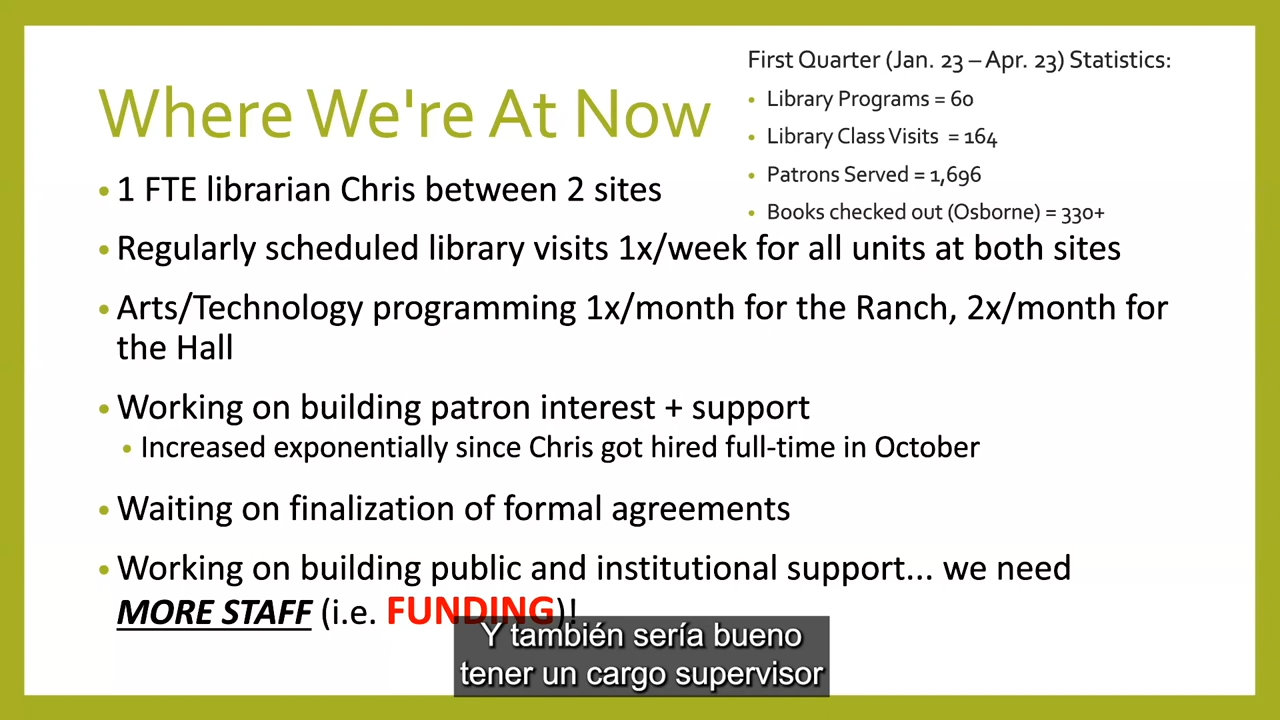 Where We're At Now
First Quarter (Jan. 23 – Apr. 23) Statistics:
• Library Programs = 60
• Library Class Visits = 164
• Patrons Served = 1,696
• Books checked out (Osborne) = 330+
• 1 FTE librarian Chris between 2 sites
• Regularly scheduled library visits 1x/week for all units at both sites
• Arts/Technology programming 1x/month for the Ranch, 2x/month for
the Hall
• Working on building patron interest + support
• Increased exponentially since Chris got hired full-time in October
• Waiting on finalization of formal agreements
• Working on building public and institutional support... we need
MORE STAFF (i.e. FUNDING)!
Y también sería bueno
tener un cargo supervisor